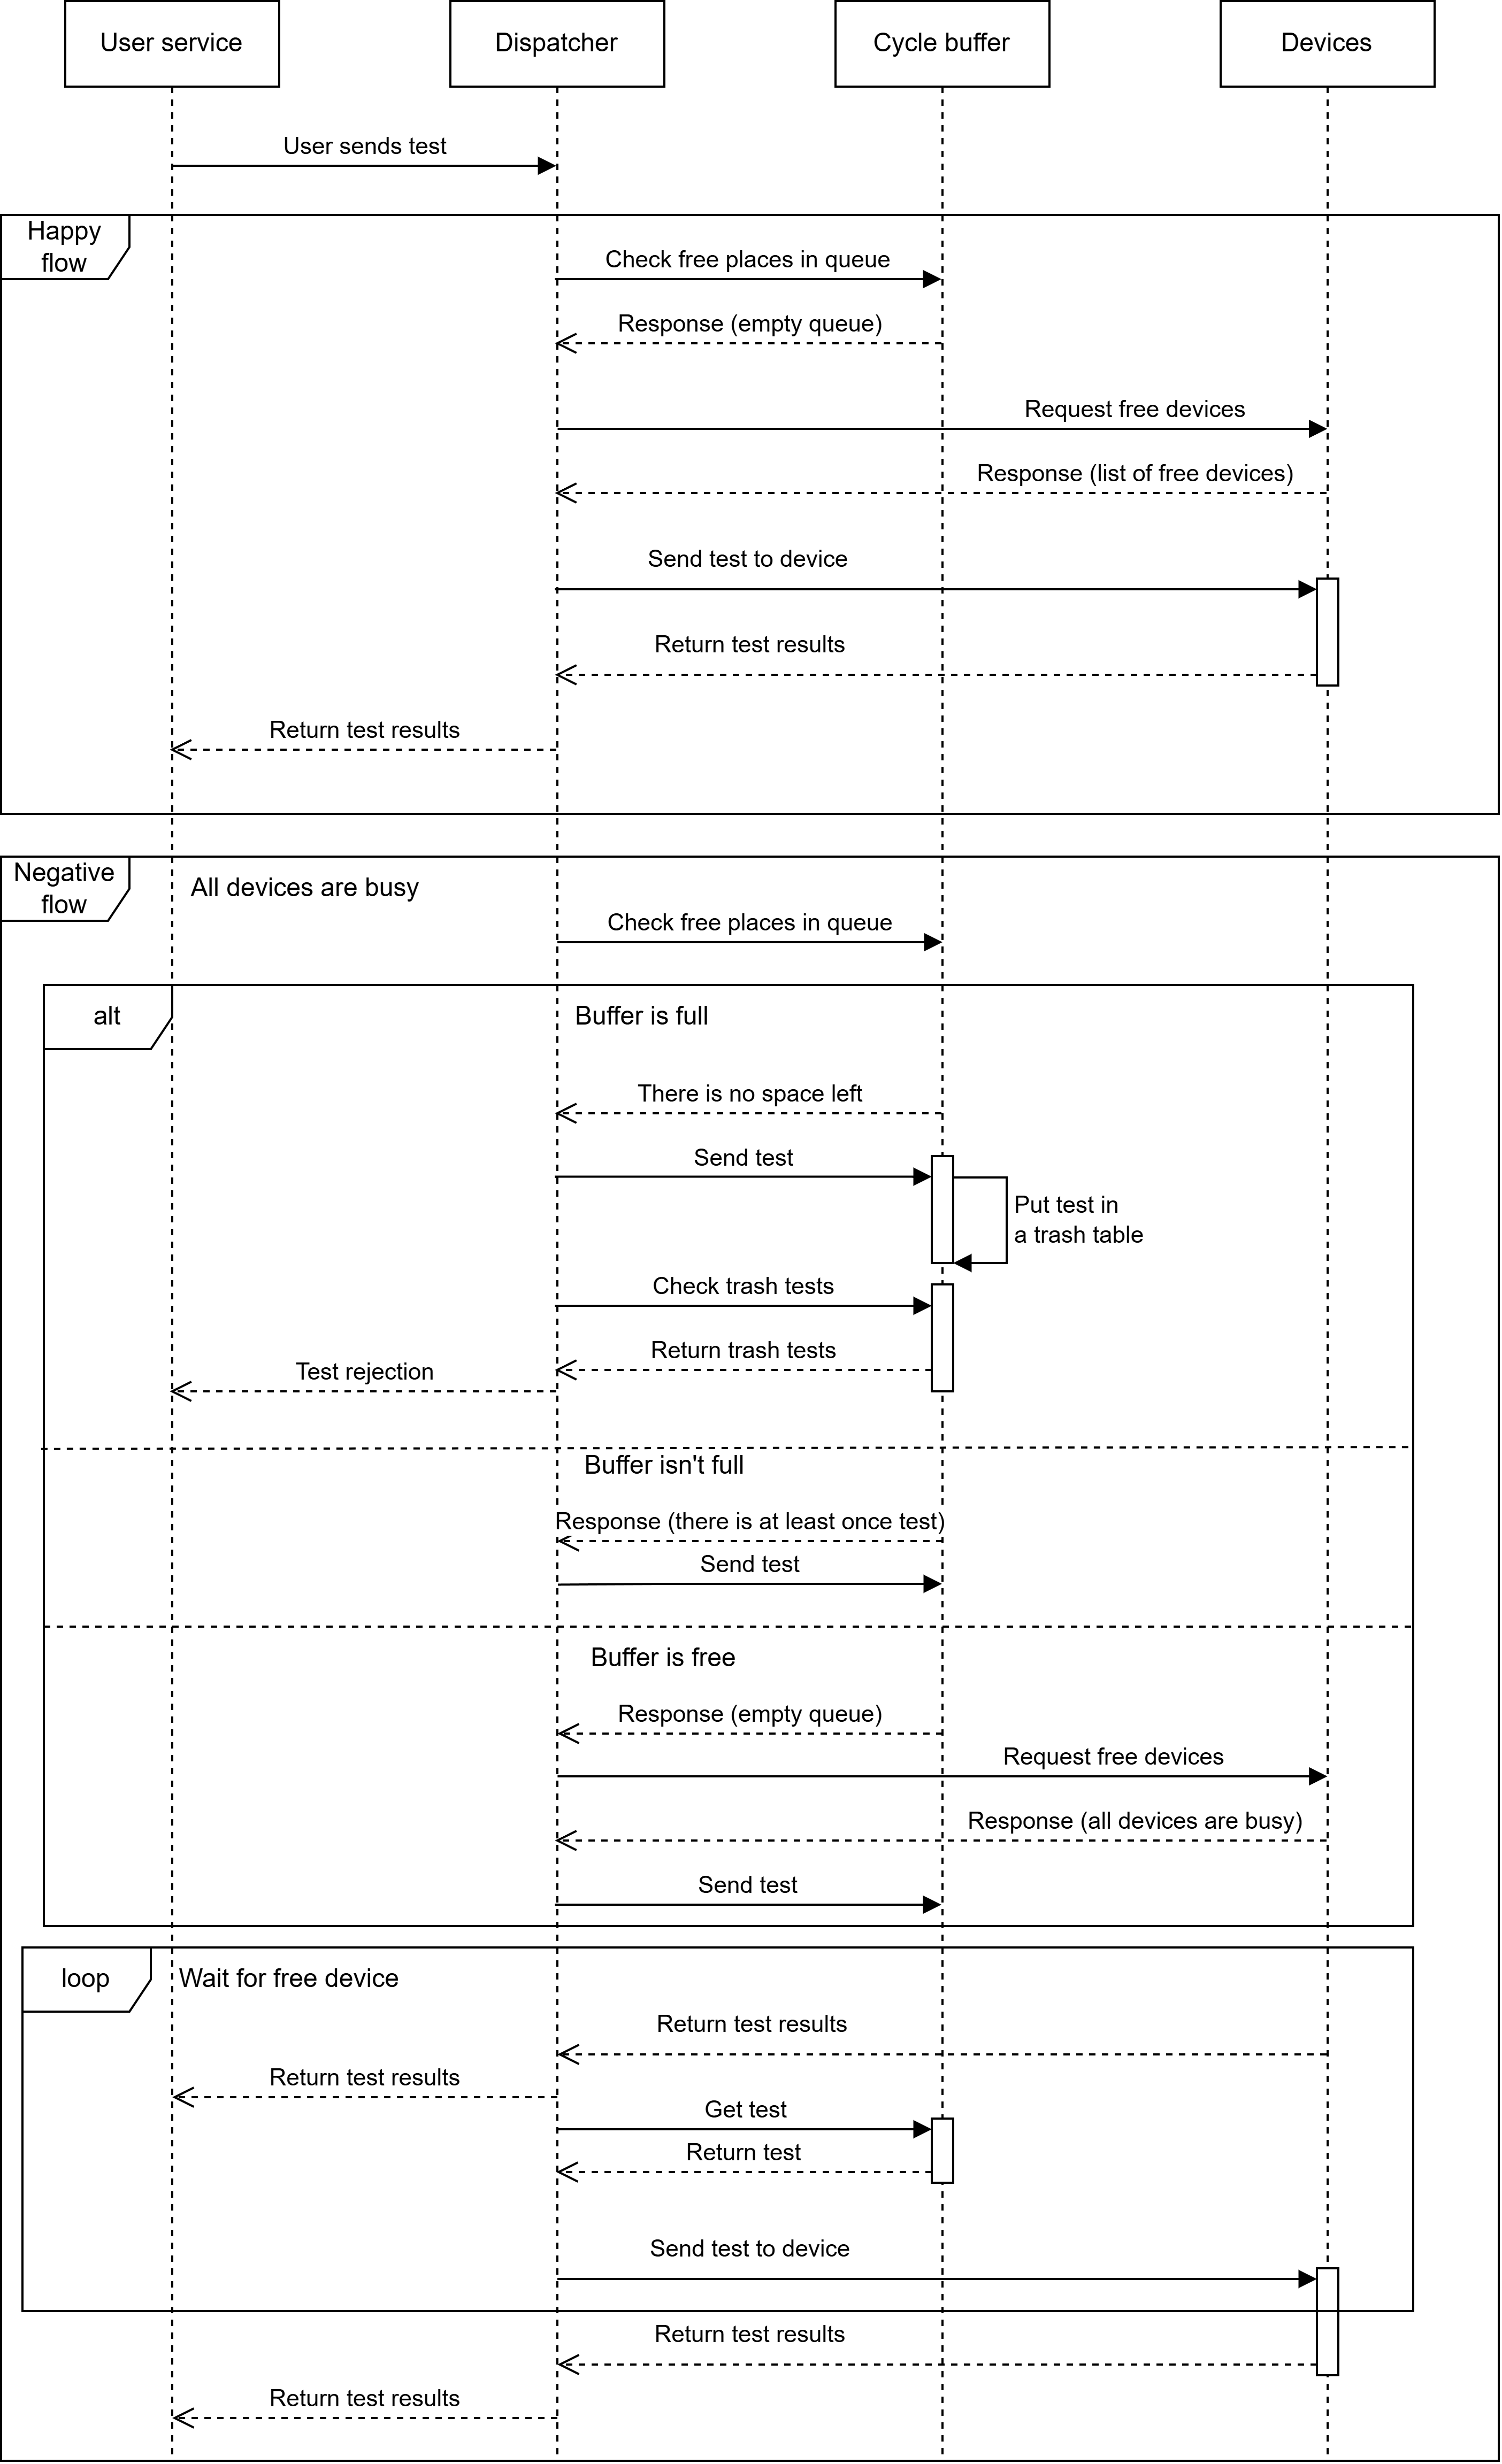 User service
Dispatcher
Cycle buffer
Devices
User sends test
Happy
flow
Check free places in queue
Response (empty queue)
Request free devices
Response (list of free devices)
Send test to device
Return test results
Return test results
Negative
flow
All devices are busy
Check free places in queue
alt
Buffer is full
There is no space left
Send test
Put test in
a trash table
Check trash tests
Return trash tests
Test rejection
Buffer isn't full
Response (there is at least once test)
Send test
Buffer is free
Response (empty queue)
Request free devices
Response (all devices are busy)
Send test
loop
Wait for free device
Return test results
Return test results
Get test
Return test
Send test to device
Return test results
Return test results